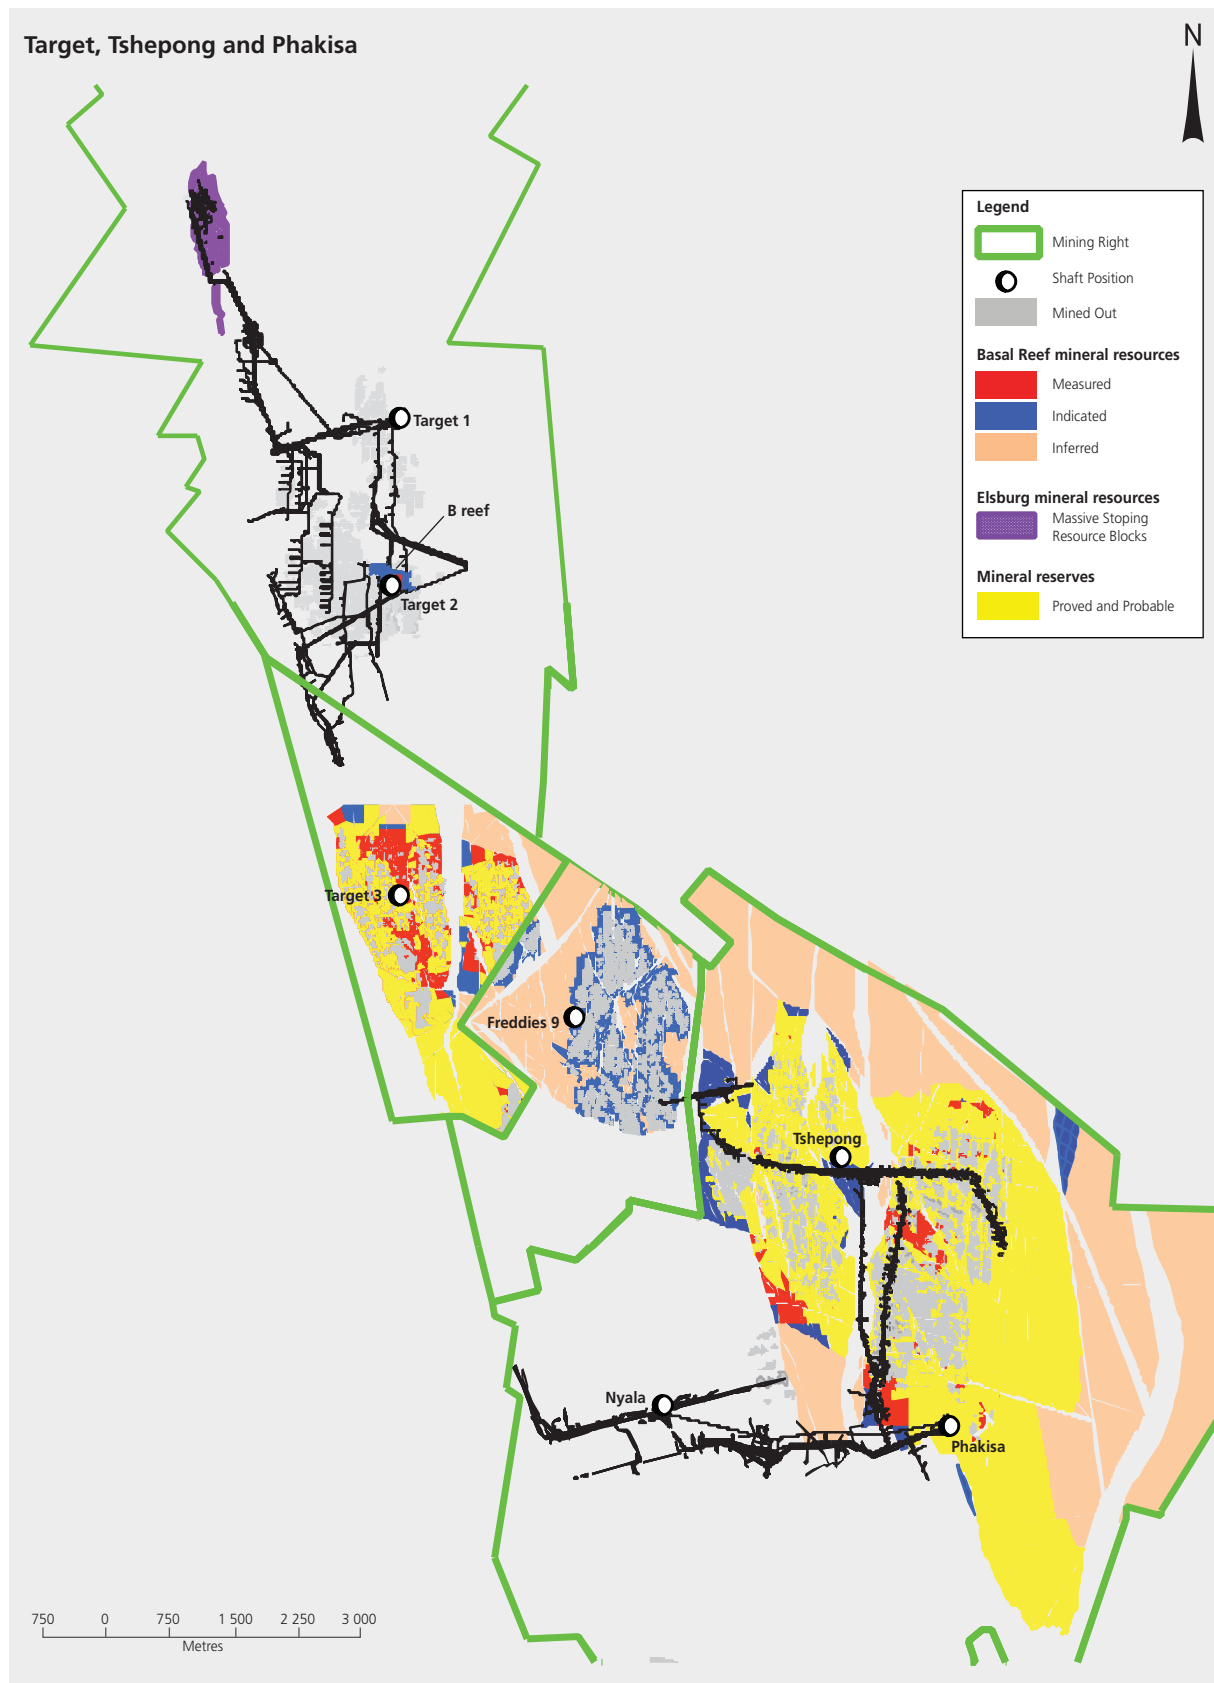 Target, Tshepong and Phakisa
N
Legend
Mining Right
Shaft Position
Mined Out
Basal Reef mineral resources
Measured
Indicated
Inferred
Elsburg mineral resources
Massive Stoping
Resource Blocks
Mineral reserves
Proved and Probable
Target 1
B reef
Target 2
Target 3
Freddies 9
Tshepong
Nyala
Phakisa
750 0 750 1 500 2 250 3 000
Metres